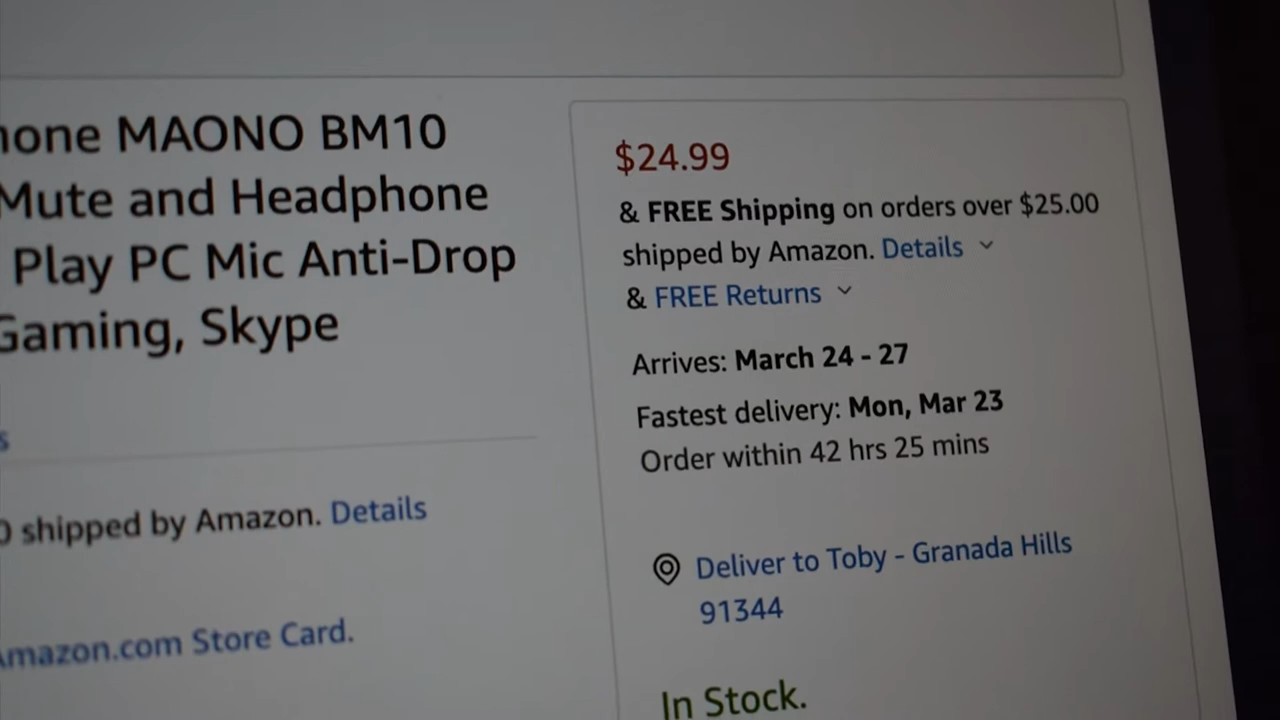 MAONO BM10
Mute and Headphone
Play PC Mic Anti-Drop
Gaming, Skype
shipped by Amazon. Details
Amazon.com Store Card.
$24.99
& FREE Shipping on orders over $25.00
shipped by Amazon. Details
& FREE Returns
Arrives: March 24 - 27
Fastest delivery: Mon, Mar 23
Order within 42 hrs 25 mins
Deliver to Toby - Granada Hills
91344
In Stock.